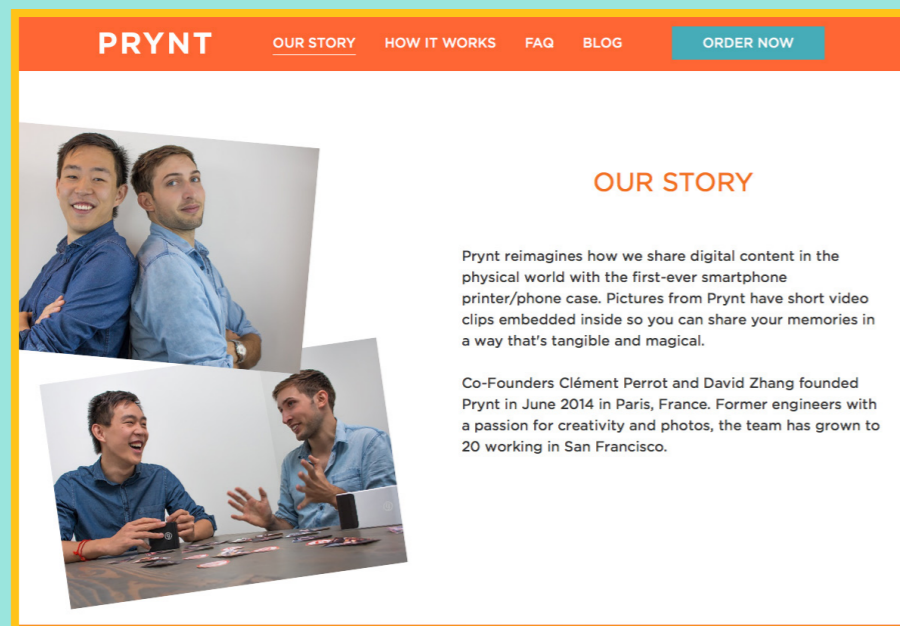 PRYNT
OUR STORY
HOW IT WORKS
FAQ
BLOG
ORDER NOW
OUR STORY
Prynt reimagines how we share digital content in the
physical world with the first-ever smartphone
printer/phone case. Pictures from Prynt have short video
clips embedded inside so you can share your memories in
a way that's tangible and magical.
Co-Founders Clément Perrot and David Zhang founded
Prynt in June 2014 in Paris, France. Former engineers with
a passion for creativity and photos, the team has grown to
20 working in San Francisco.